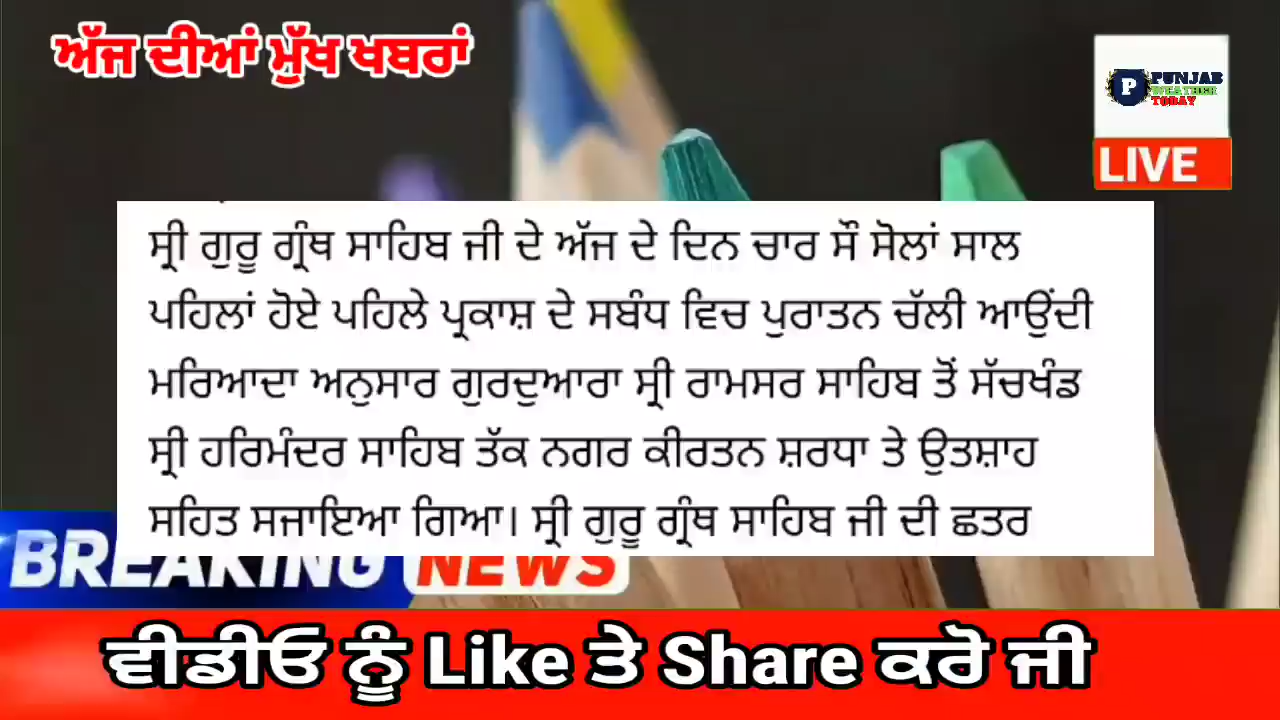 ਅੱਜ ਦੀਆਂ ਮੁੱਖ ਖਬਰਾਂ
P PUNJAB
WEATHER
TODAY
LIVE
ਸ੍ਰੀ ਗੁਰੂ ਗ੍ਰੰਥ ਸਾਹਿਬ ਜੀ ਦੇ ਅੱਜ ਦੇ ਦਿਨ ਚਾਰ ਸੌ ਸੋਲਾਂ ਸਾਲ
ਪਹਿਲਾਂ ਹੋਏ ਪਹਿਲੇ ਪ੍ਰਕਾਸ਼ ਦੇ ਸਬੰਧ ਵਿਚ ਪੁਰਾਤਨ ਚੱਲੀ ਆਉਂਦੀ
ਮਰਿਆਦਾ ਅਨੁਸਾਰ ਗੁਰਦੁਆਰਾ ਸ੍ਰੀ ਰਾਮਸਰ ਸਾਹਿਬ ਤੋਂ ਸੱਚਖੰਡ
ਸ੍ਰੀ ਹਰਿਮੰਦਰ ਸਾਹਿਬ ਤੱਕ ਨਗਰ ਕੀਰਤਨ ਸ਼ਰਧਾ ਤੇ ਉਤਸ਼ਾਹ
ਸਹਿਤ ਸਜਾਇਆ ਗਿਆ। ਸ੍ਰੀ ਗੁਰੂ ਗ੍ਰੰਥ ਸਾਹਿਬ ਜੀ ਦੀ ਛਤਰ
BREAKING NEWS
ਵੀਡੀਓ ਨੂੰ Like ਤੇ Share ਕਰੋ ਜੀ